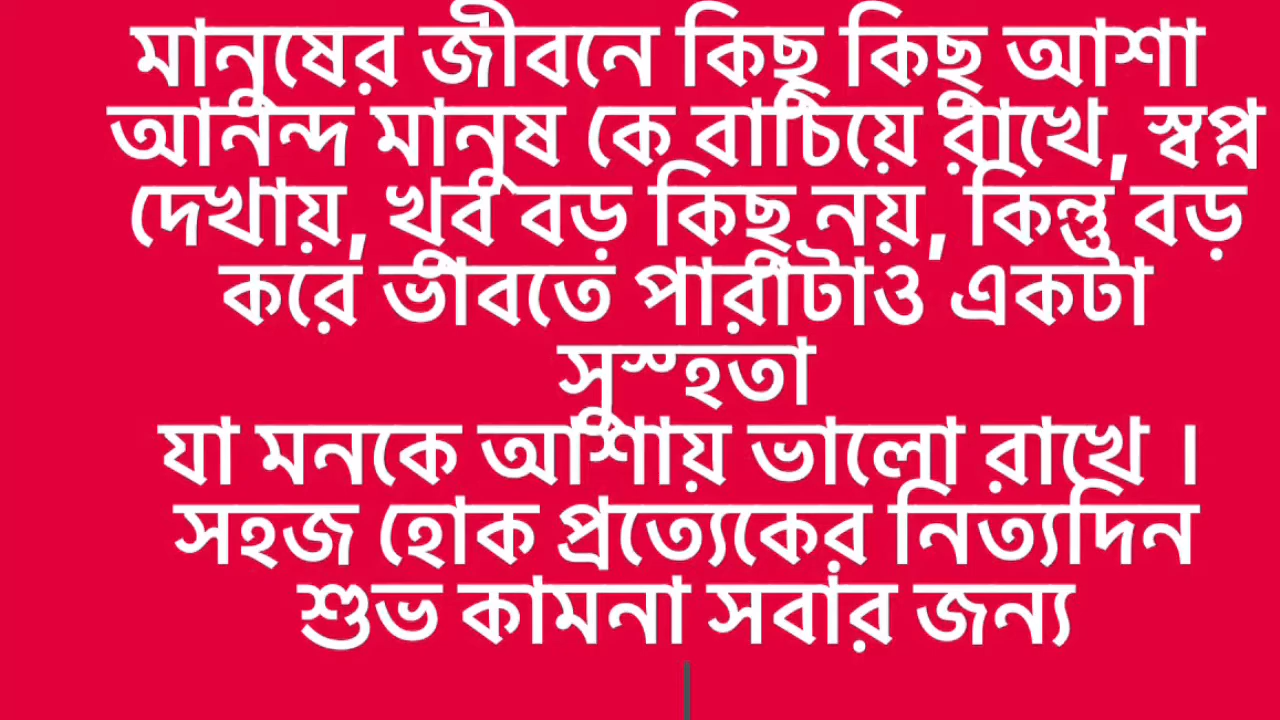 মানুষের জীবনে কিছু কিছু আশা
আনন্দ মানুষ কে বাচিয়ে রাখে, স্বপ্ন
দেখায়, খুব বড় কিছু নয়, কিন্তু বড়
করে ভাবতে পারাটাও একটা
সুস্হতা
যা মনকে আশায় ভালো রাখে ।
সহজ হোক প্রত্যেকের নিত্যদিন
শুভ কামনা সবার জন্য